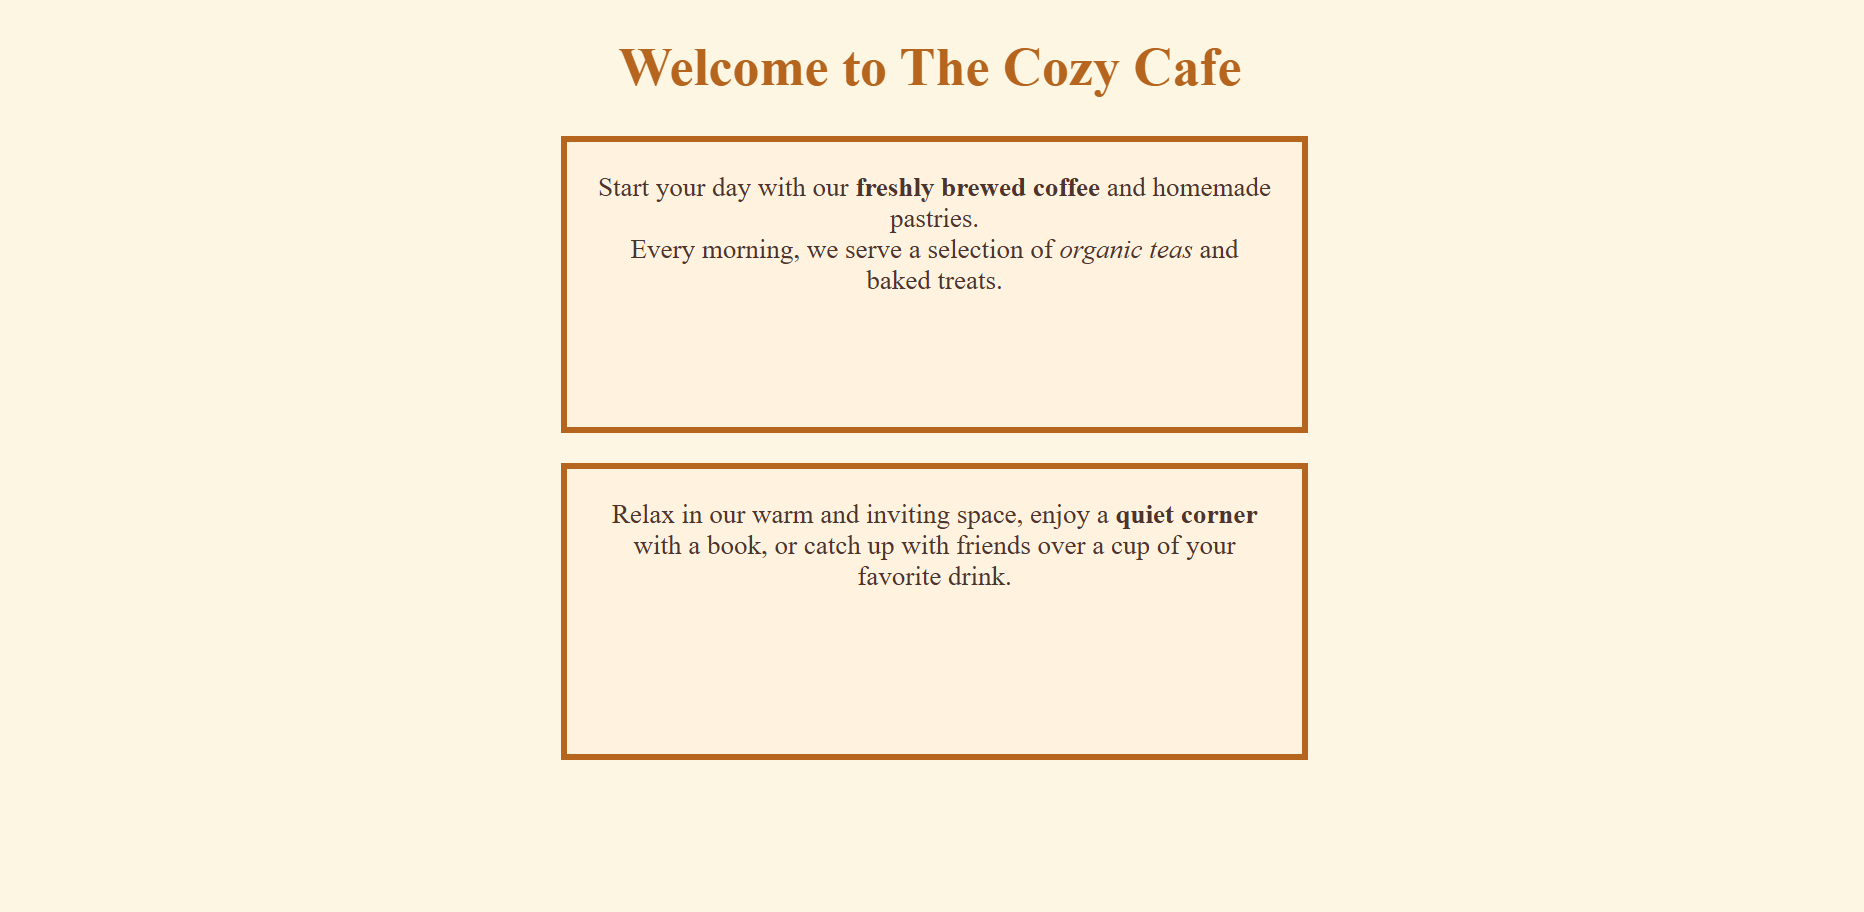 Welcome to The Cozy Cafe
Start your day with our freshly brewed coffee and homemade
pastries.
Every morning, we serve a selection of organic teas and
baked treats.
Relax in our warm and inviting space, enjoy a quiet corner
with a book, or catch up with friends over a cup of your
favorite drink.